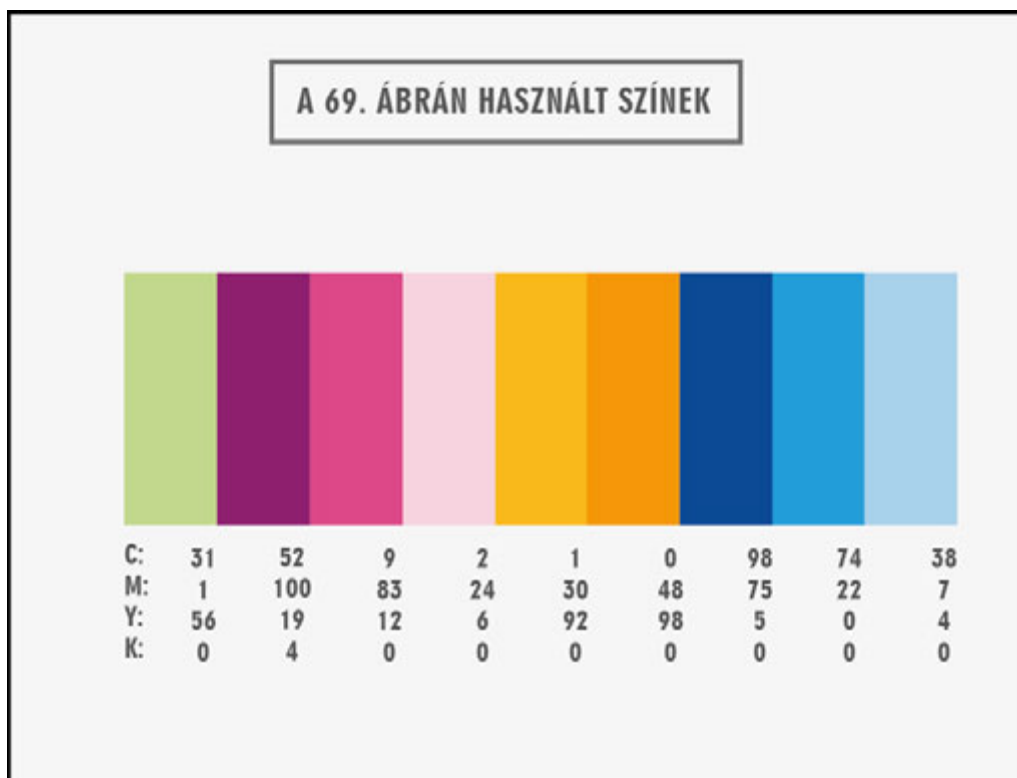 A 69. ÁBRÁN HASZNÁLT SZÍNEK
C: 31 52 9 2 1 0 98 74 38
M: 1 100 83 24 30 48 75 22 7
Y: 56 19 12 6 92 98 5 0 4
K: 0 4 0 0 0 0 0 0 0